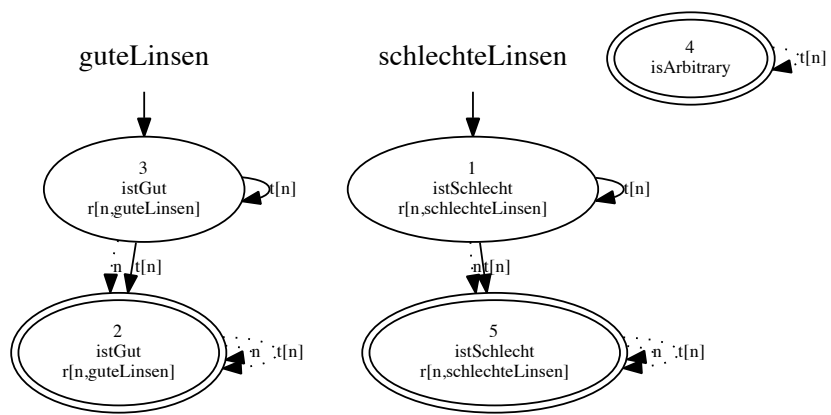 guteLinsen
schlechteLinsen
4
isArbitrary
t[n]
3
istGut
r[n,guteLinsen]
t[n]
1
istSchlecht
r[n,schlechteLinsen]
t[n]
n
t[n]
n
t[n]
2
istGut
r[n,guteLinsen]
n
t[n]
5
istSchlecht
r[n,schlechteLinsen]
n
t[n]